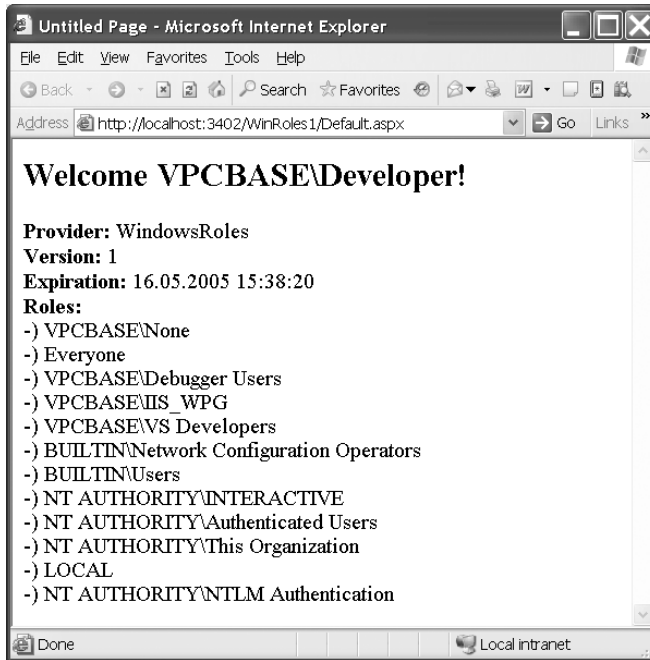 Untitled Page - Microsoft Internet Explorer
File Edit View Favorites Tools Help
Back Search Favorites
Address http://localhost:3402/WinRoles1/Default.aspx Go Links »
Welcome VPCBASE\Developer!
Provider: WindowsRoles
Version: 1
Expiration: 16.05.2005 15:38:20
Roles:
-) VPCBASE\None
-) Everyone
-) VPCBASE\Debugger Users
-) VPCBASE\IIS_WPG
-) VPCBASE\VS Developers
-) BUILTIN\Network Configuration Operators
-) BUILTIN\Users
-) NT AUTHORITY\INTERACTIVE
-) NT AUTHORITY\Authenticated Users
-) NT AUTHORITY\This Organization
-) LOCAL
-) NT AUTHORITY\NTLM Authentication
Done Local intranet